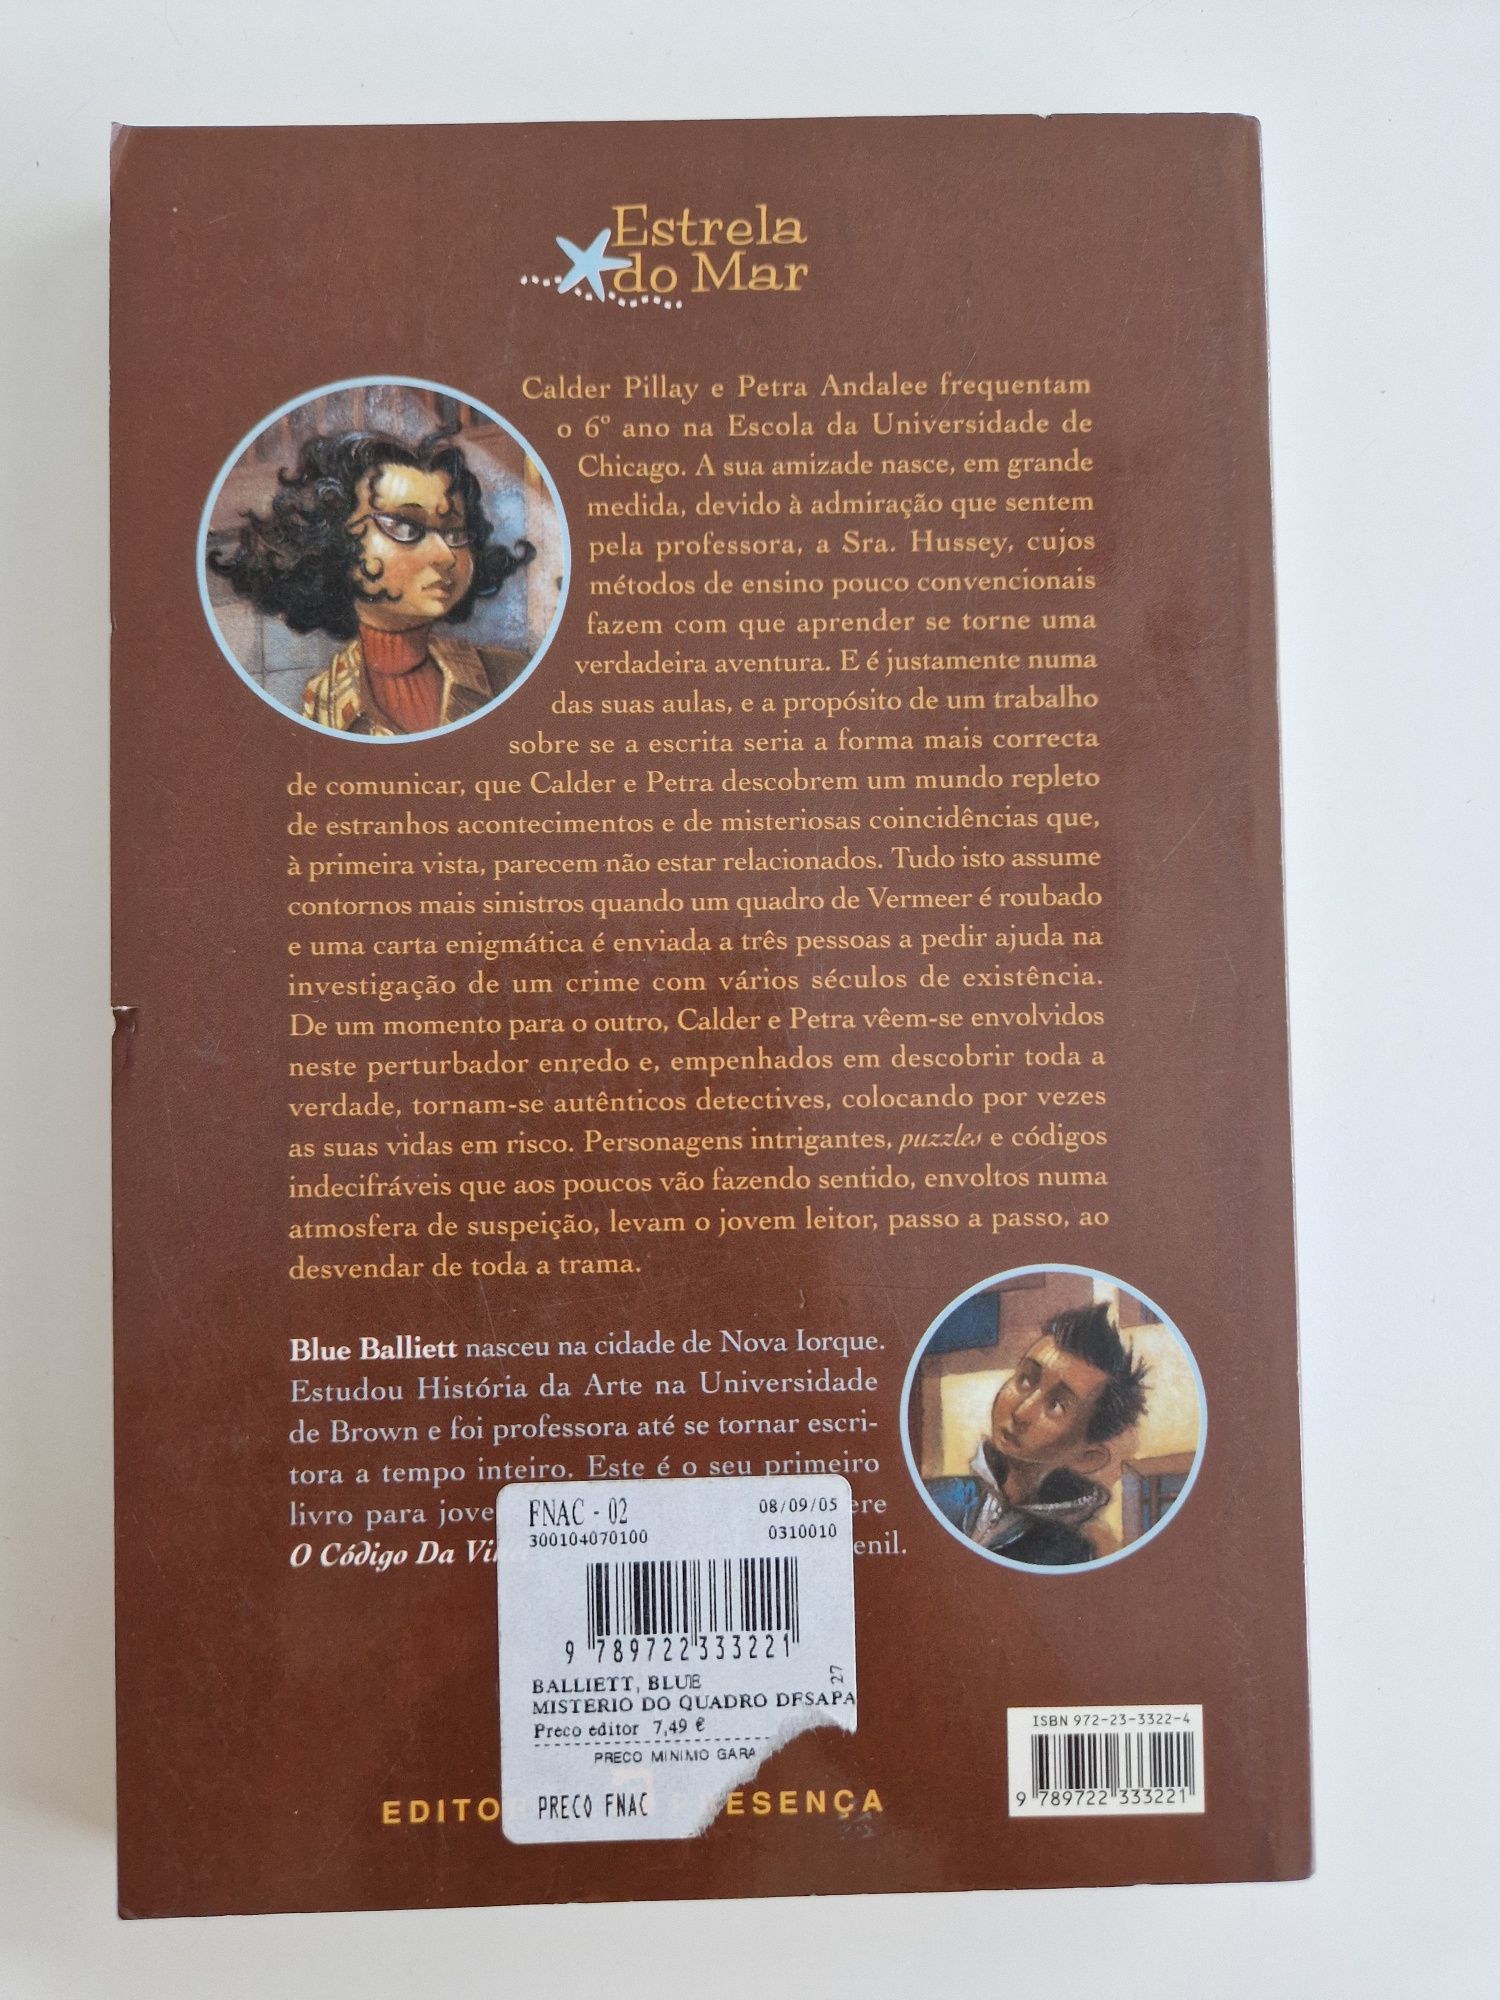 Estrela
do Mar
Calder Pillay e Petra Andalee frequentam
o 6º ano na Escola da Universidade de
Chicago. A sua amizade nasce, em grande
medida, devido à admiração que sentem
pela professora, a Sra. Hussey, cujos
métodos de ensino pouco convencionais
fazem com que aprender se torne uma
verdadeira aventura. E é justamente numa
das suas aulas, e a propósito de um trabalho
sobre se a escrita seria a forma mais correcta
de comunicar, que Calder e Petra descobrem um mundo repleto
de estranhos acontecimentos e de misteriosas coincidências que,
à primeira vista, parecem não estar relacionados. Tudo isto assume
contornos mais sinistros quando um quadro de Vermeer é roubado
e uma carta enigmática é enviada a três pessoas a pedir ajuda na
investigação de um crime com vários séculos de existência.
De um momento para o outro, Calder e Petra vêem-se envolvidos
neste perturbador enredo e, empenhados em descobrir toda a
verdade, tornam-se autênticos detectives, colocando por vezes
as suas vidas em risco. Personagens intrigantes, puzzles e códigos
indecifráveis que aos poucos vão fazendo sentido, envoltos numa
atmosfera de suspeição, levam o jovem leitor, passo a passo, ao
desvendar de toda a trama.
Blue Balliett nasceu na cidade de Nova Iorque.
Estudou História da Arte na Universidade
de Brown e foi professora até se tornar escri-
tora a tempo inteiro. Este é o seu primeiro
livro para jove ere
O Código Da Vin enil.
FNAC - 02 08/09/05
300104070100 0310010
9 789722 333221
27
BALLIETT, BLUE
MISTERIO DO QUADRO DESAPA
Preco editor 7,49 €
PRECO MINIMO GARA
PRECO FNAC
EDITO ESENÇA
ISBN 972-23-3322-4
9 789722 333221